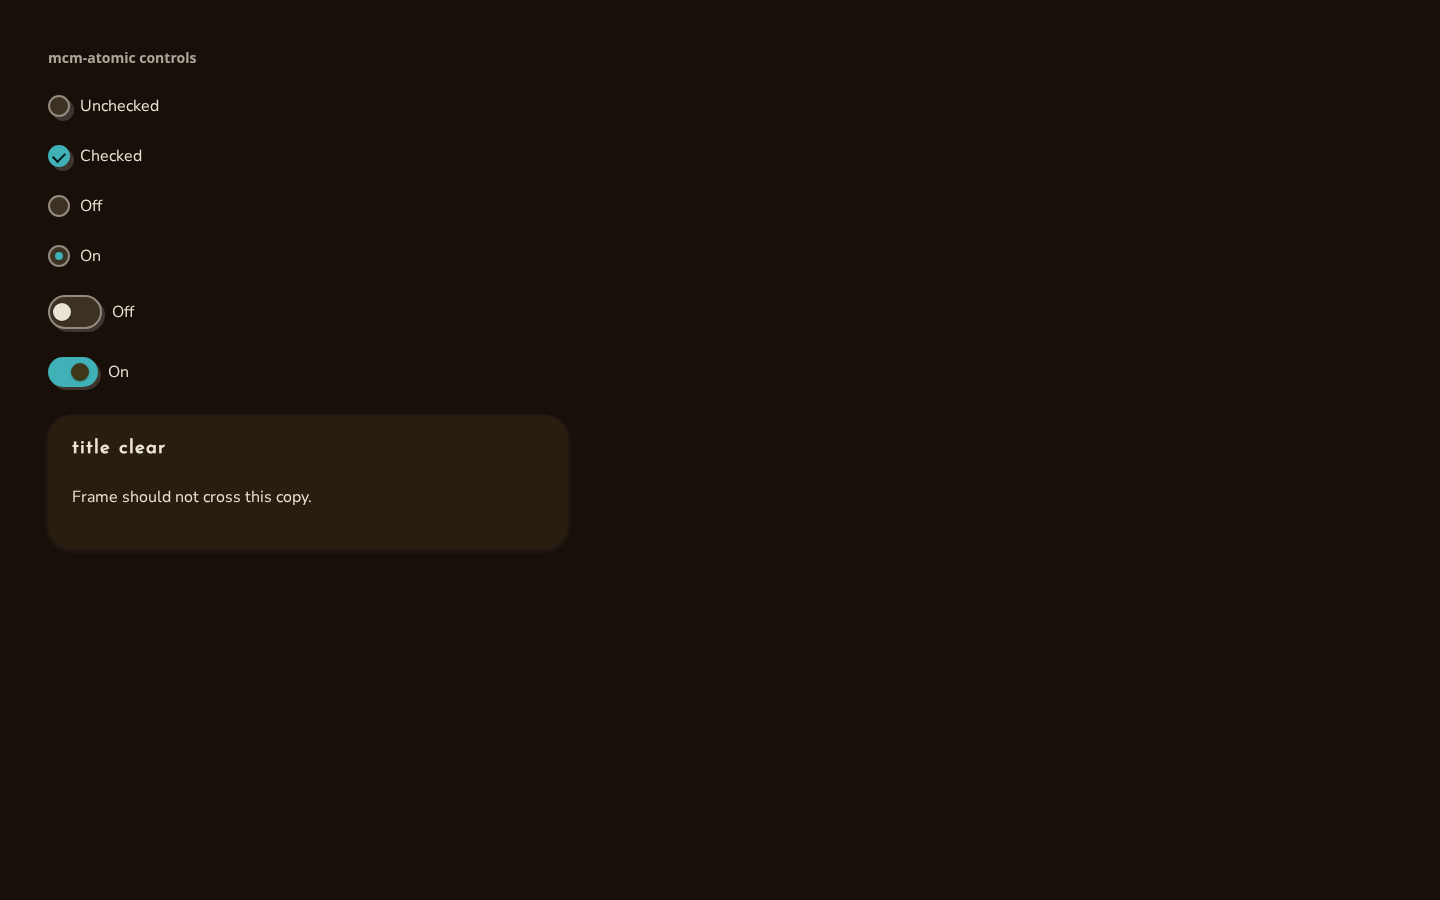 mcm-atomic controls
Unchecked
Checked
Off
On
Off
On
title clear
Frame should not cross this copy.